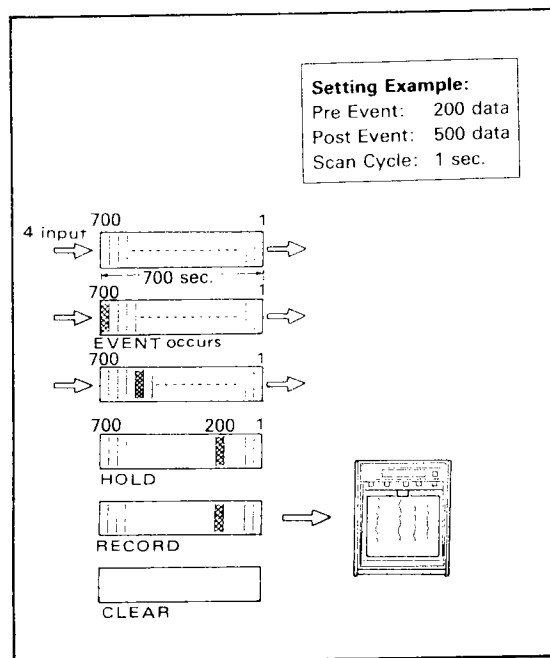 Setting Example:
Pre Event: 200 data
Post Event: 500 data
Scan Cycle: 1 sec.
700 1
4 input
700 sec.
700 1
EVENT occurs
700 1
700 200 1
HOLD
RECORD
CLEAR